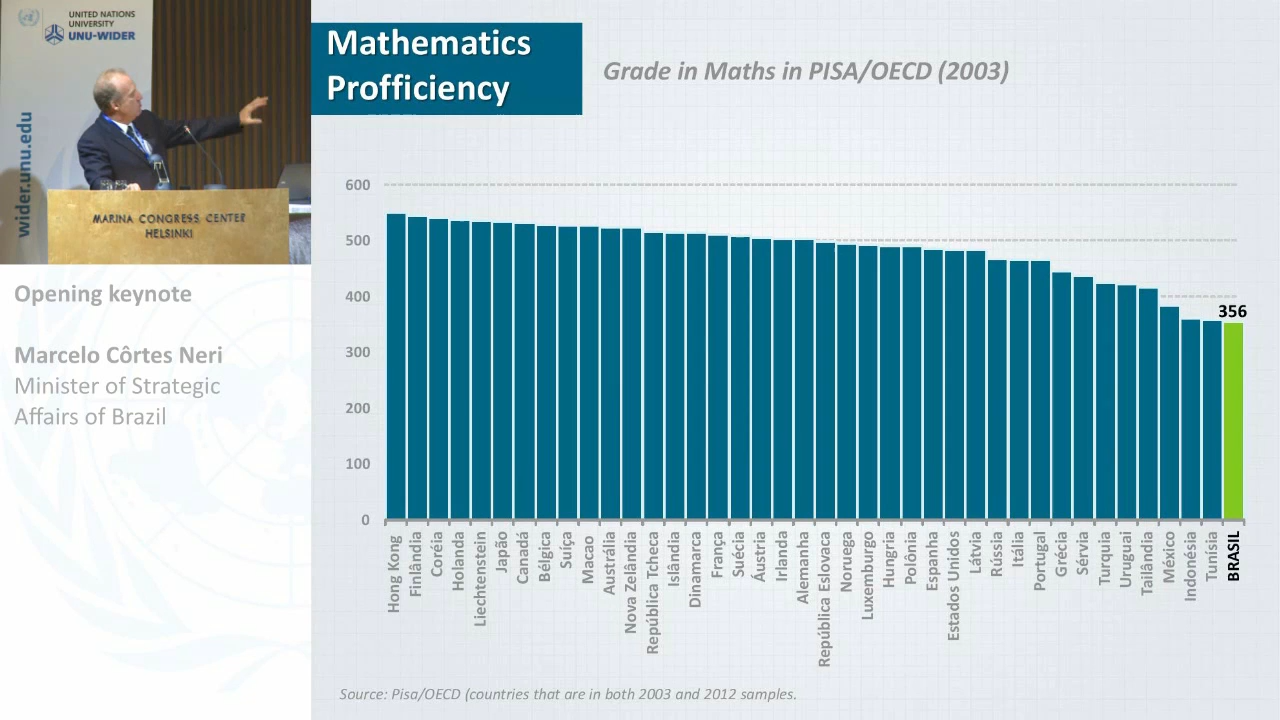 UNITED NATIONS
UNIVERSITY
UNU-WIDER
wider.unu.edu
MARINA CONGRESS CENTER
HELSINKI
Opening keynote
Marcelo Côrtes Neri
Minister of Strategic
Affairs of Brazil
Mathematics
Profficiency
Grade in Maths in PISA/OECD (2003)
600
500
400
300
200
100
0
356
Hong Kong
Finlândia
Coréia
Holanda
Liechtenstein
Japão
Canadá
Bégica
Suíça
Macao
Austrália
Nova Zelândia
República Tcheca
Islândia
Dinamarca
França
Suécia
Áustria
Irlanda
Alemanha
República Eslovaca
Noruega
Luxemburgo
Hungria
Polônia
Espanha
Estados Unidos
Látvia
Rússia
Itália
Portugal
Grécia
Sérvia
Turquia
Uruguai
Tailândia
México
Indonésia
Tunísia
BRASIL
Source: Pisa/OECD (countries that are in both 2003 and 2012 samples.